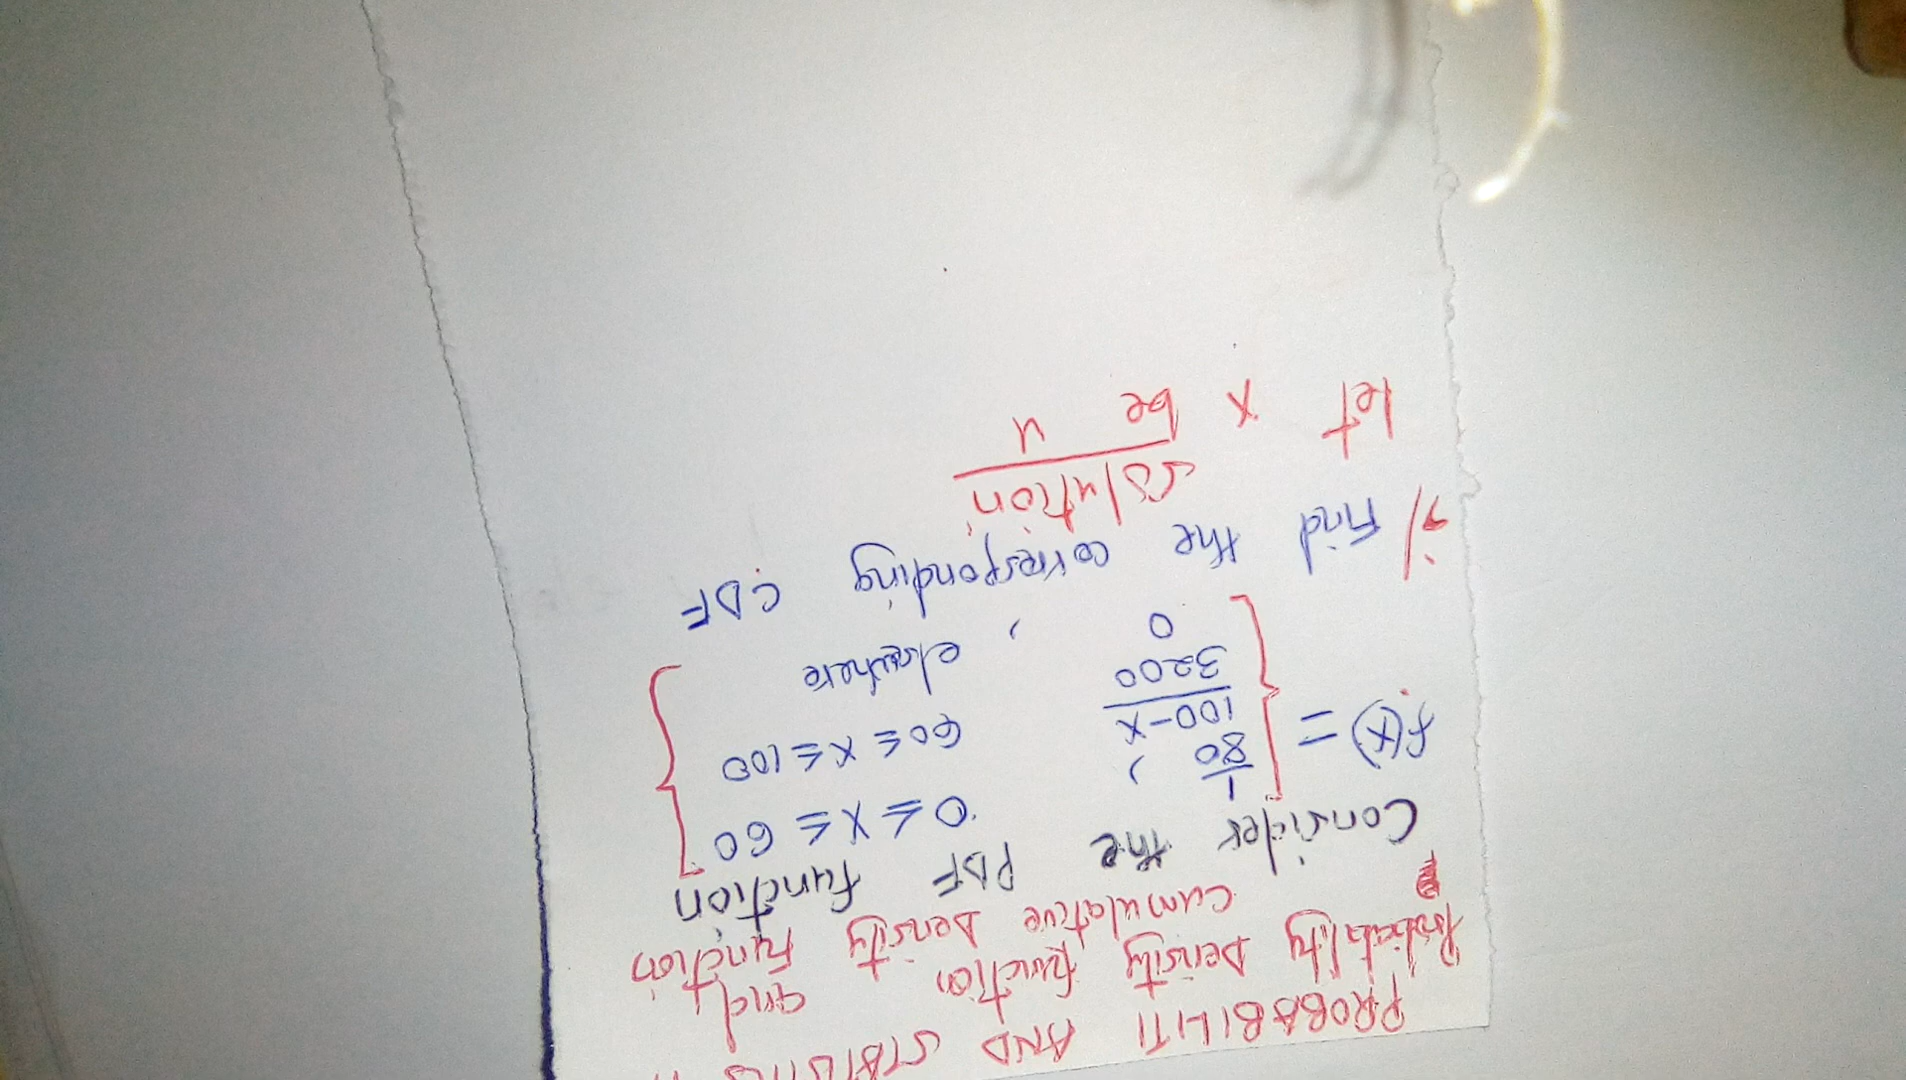 PROBABILITI AND STATISTICS
Probability Density function and
cumulative Density Function
Consider the PDF function
f(x) = { 1/80 , 0 ≤ x ≤ 60
100-x/3200 60 ≤ x ≤ 100
0 , elsewhere }
i/ Find the corresponding CDF
solution
let x be u